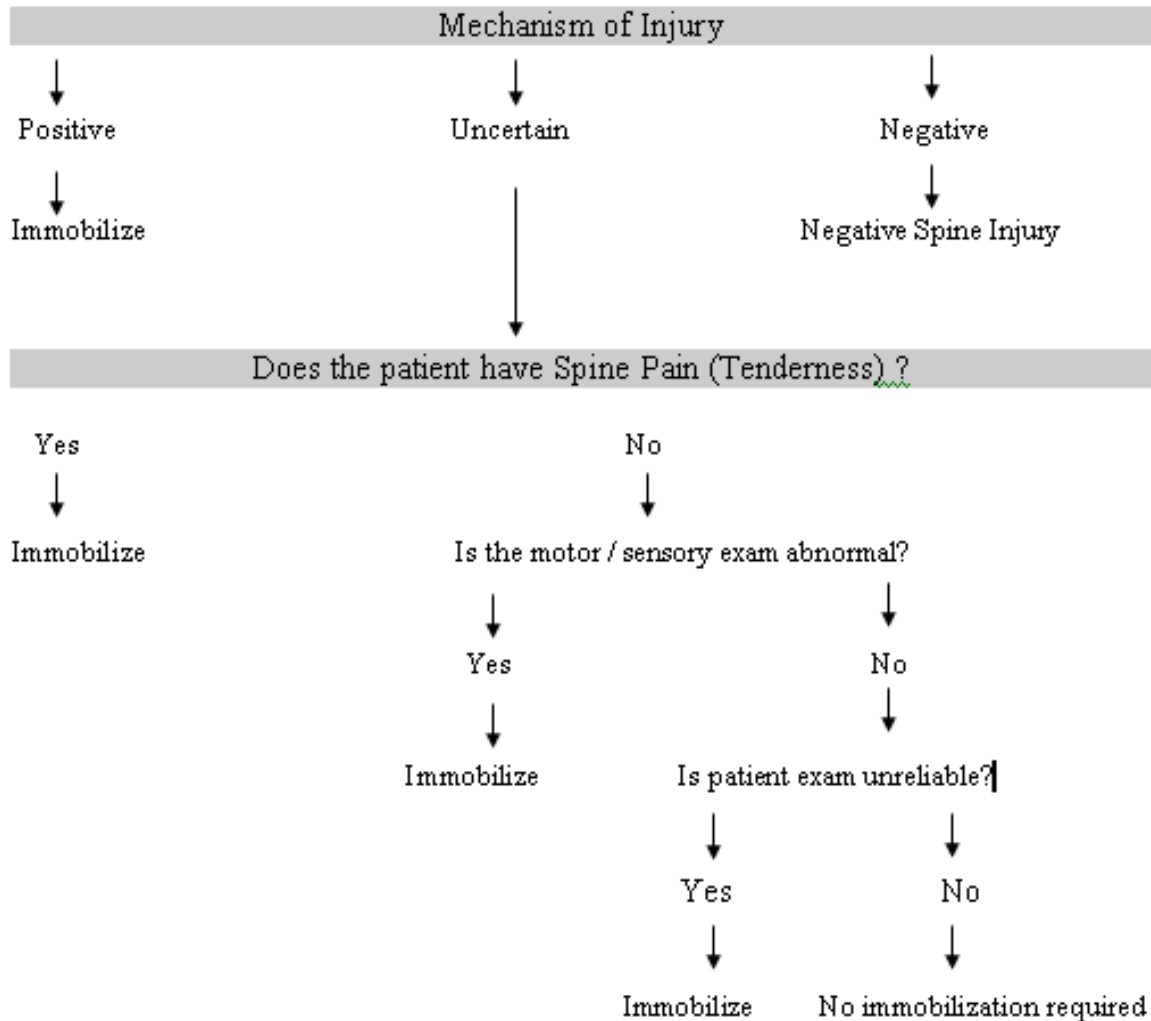 Mechanism of Injury
Positive
Uncertain
Negative
Immobilize
Negative Spine Injury
Does the patient have Spine Pain (Tenderness) ?
Yes
No
Immobilize
Is the motor / sensory exam abnormal?
Yes
No
Immobilize
Is patient exam unreliable?
Yes
No
Immobilize
No immobilization required